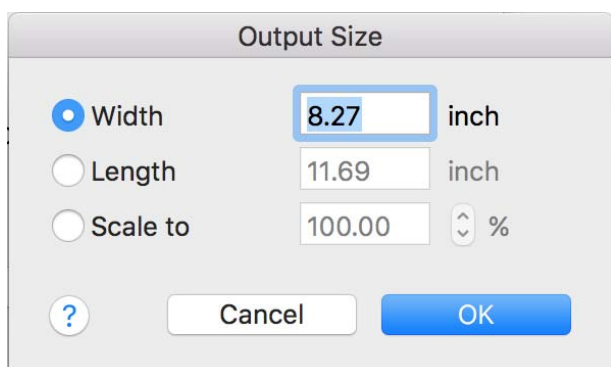 Output Size
Width 8.27 inch
Length 11.69 inch
Scale to 100.00 %
? Cancel OK